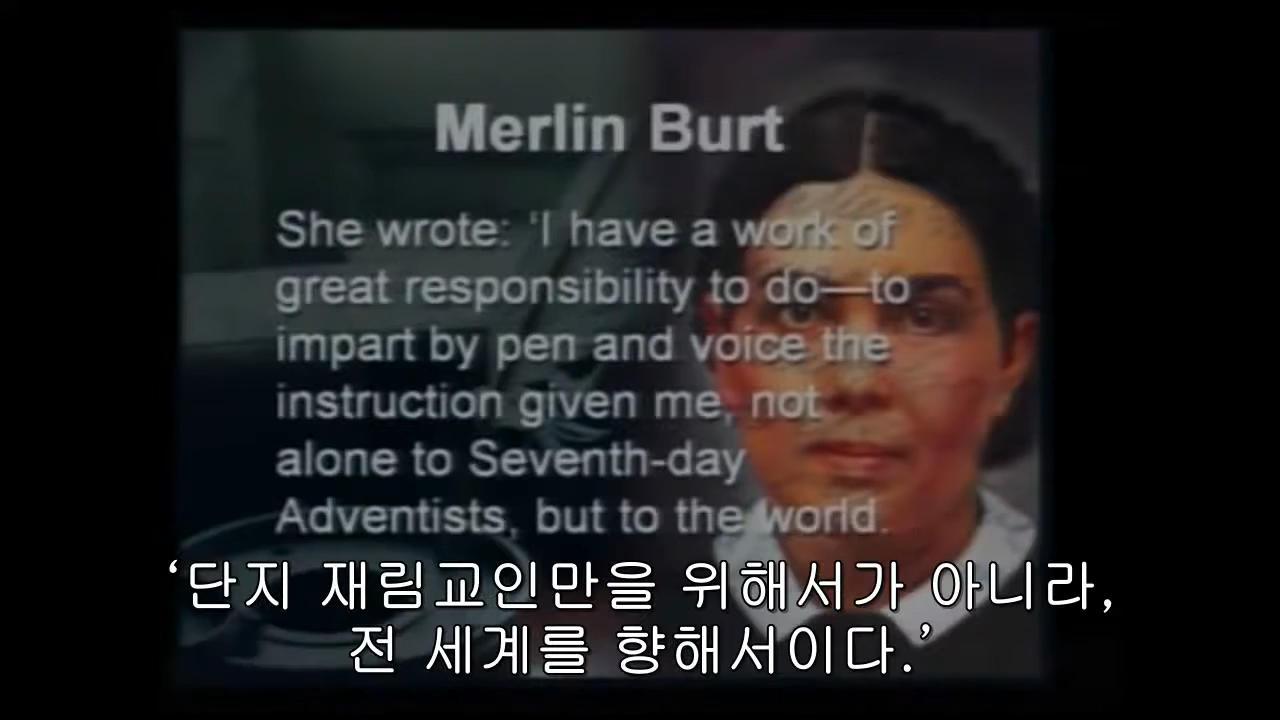 Merlin Burt
She wrote: ‘I have a work of
great responsibility to do—to
impart by pen and voice the
instruction given me, not
alone to Seventh-day
Adventists, but to the world.
‘단지 재림교인만을 위해서가 아니라,
전 세계를 향해서이다.’